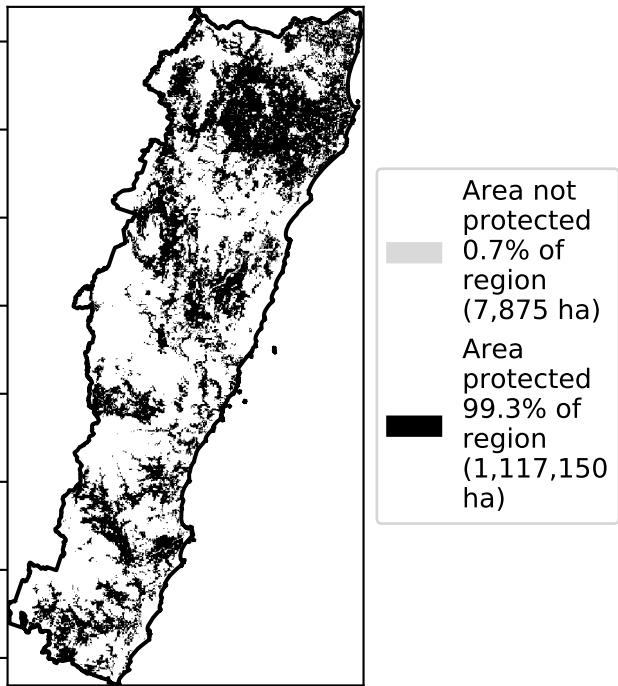 Area not
protected
0.7% of
region
(7,875 ha)
Area
protected
99.3% of
region
(1,117,150
ha)